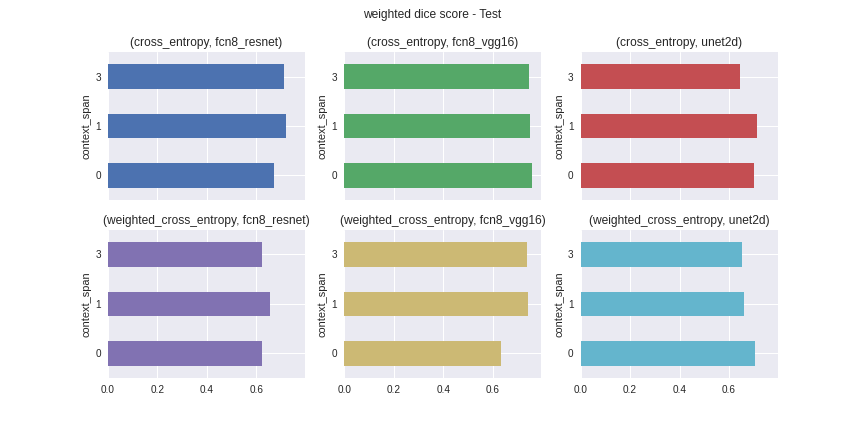 weighted dice score - Test
(cross_entropy, fcn8_resnet)
(cross_entropy, fcn8_vgg16)
(cross_entropy, unet2d)
context_span
3
1
0
context_span
3
1
0
context_span
3
1
0
(weighted_cross_entropy, fcn8_resnet)
(weighted_cross_entropy, fcn8_vgg16)
(weighted_cross_entropy, unet2d)
context_span
3
1
0
context_span
3
1
0
context_span
3
1
0
0.0 0.2 0.4 0.6
0.0 0.2 0.4 0.6
0.0 0.2 0.4 0.6